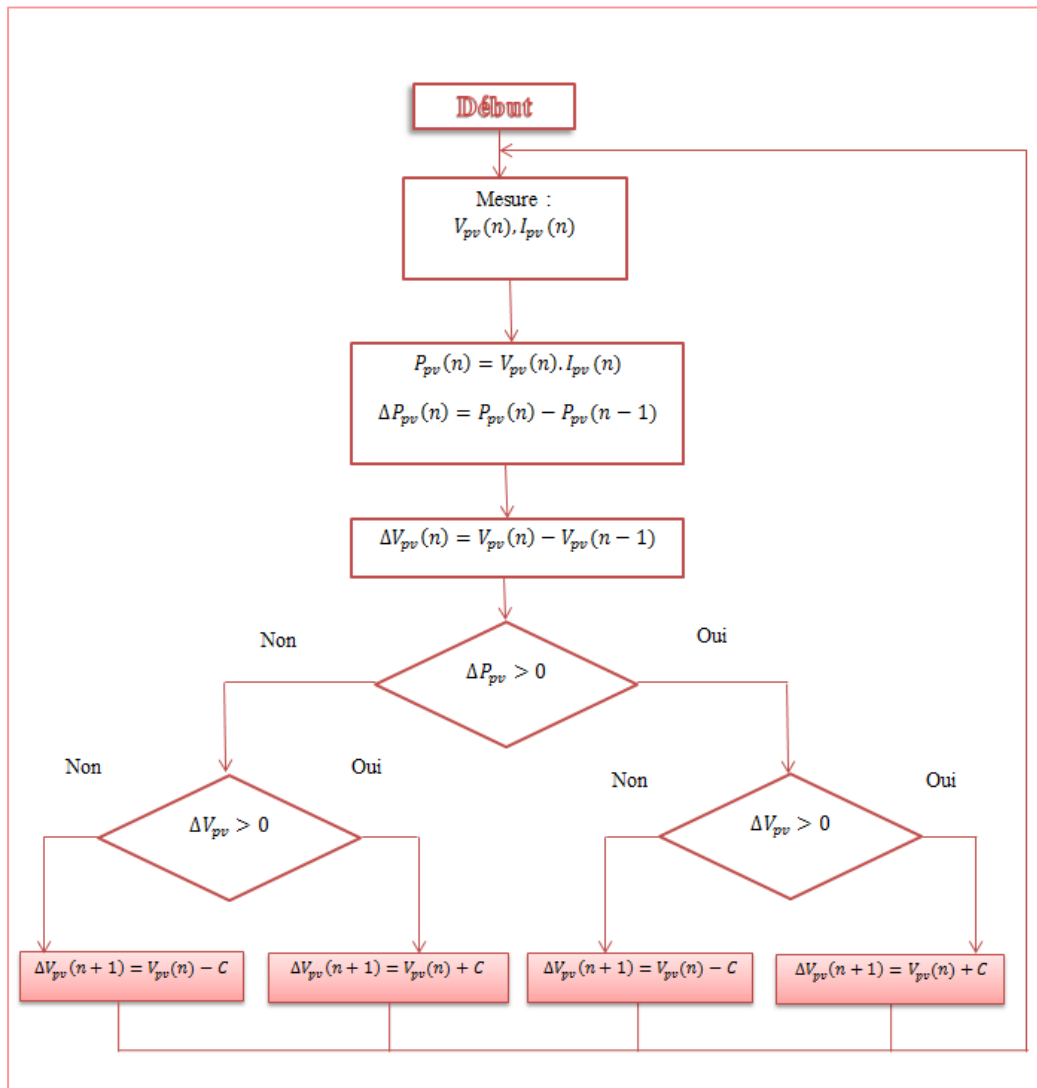 Début
Mesure :
V_pv(n), I_pv(n)
P_pv(n) = V_pv(n). I_pv(n)
ΔP_pv(n) = P_pv(n) − P_pv(n − 1)
ΔV_pv(n) = V_pv(n) − V_pv(n − 1)
Non
Oui
ΔP_pv > 0
Non
Oui
Non
Oui
ΔV_pv > 0
ΔV_pv > 0
ΔV_pv(n + 1) = V_pv(n) − C
ΔV_pv(n + 1) = V_pv(n) + C
ΔV_pv(n + 1) = V_pv(n) − C
ΔV_pv(n + 1) = V_pv(n) + C